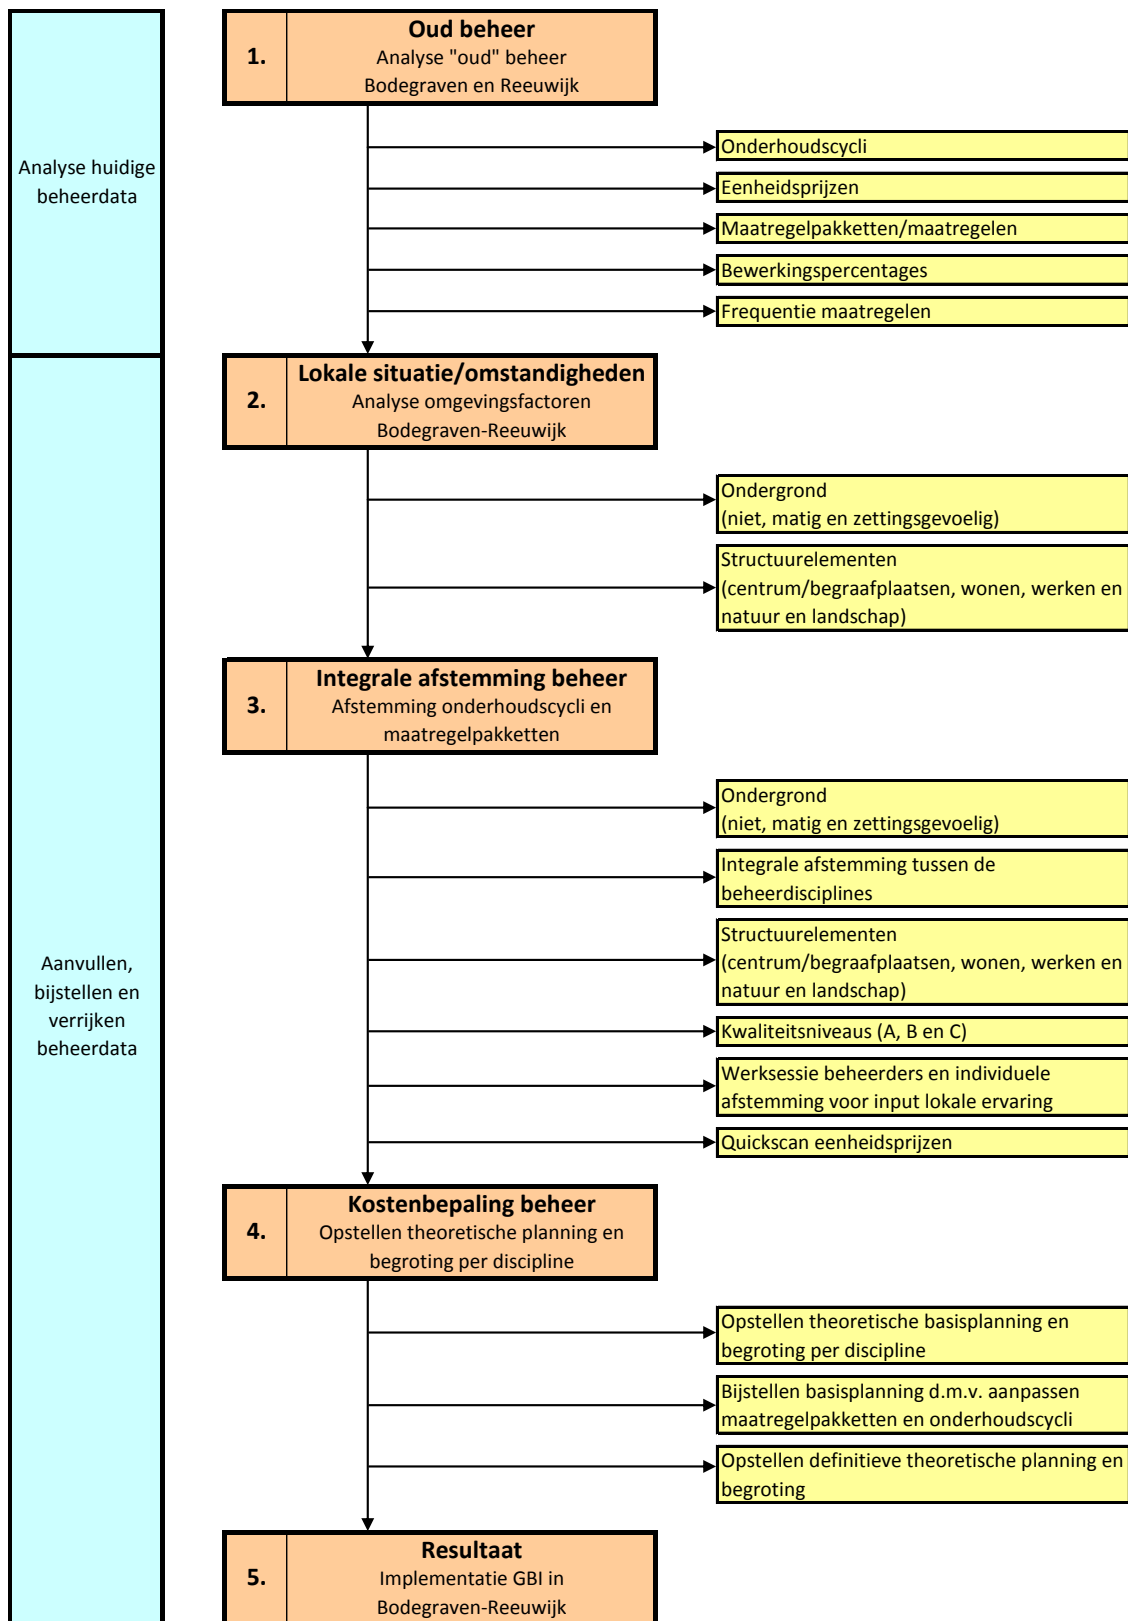 Analyse huidige
beheerdata
1.
Oud beheer
Analyse "oud" beheer
Bodegraven en Reeuwijk
Onderhoudscycli
Eenheidsprijzen
Maatregelpakketten/maatregelen
Bewerkingspercentages
Frequentie maatregelen
Aanvullen,
bijstellen en
verrijken
beheerdata
2.
Lokale situatie/omstandigheden
Analyse omgevingsfactoren
Bodegraven-Reeuwijk
Ondergrond
(niet, matig en zettingsgevoelig)
Structuurelementen
(centrum/begraafplaatsen, wonen, werken en
natuur en landschap)
3.
Integrale afstemming beheer
Afstemming onderhoudscycli en
maatregelpakketten
Ondergrond
(niet, matig en zettingsgevoelig)
Integrale afstemming tussen de
beheerdisciplines
Structuurelementen
(centrum/begraafplaatsen, wonen, werken en
natuur en landschap)
Kwaliteitsniveaus (A, B en C)
Werksessie beheerders en individuele
afstemming voor input lokale ervaring
Quickscan eenheidsprijzen
4.
Kostenbepaling beheer
Opstellen theoretische planning en
begroting per discipline
Opstellen theoretische basisplanning en
begroting per discipline
Bijstellen basisplanning d.m.v. aanpassen
maatregelpakketten en onderhoudscycli
Opstellen definitieve theoretische planning en
begroting
5.
Resultaat
Implementatie GBI in
Bodegraven-Reeuwijk